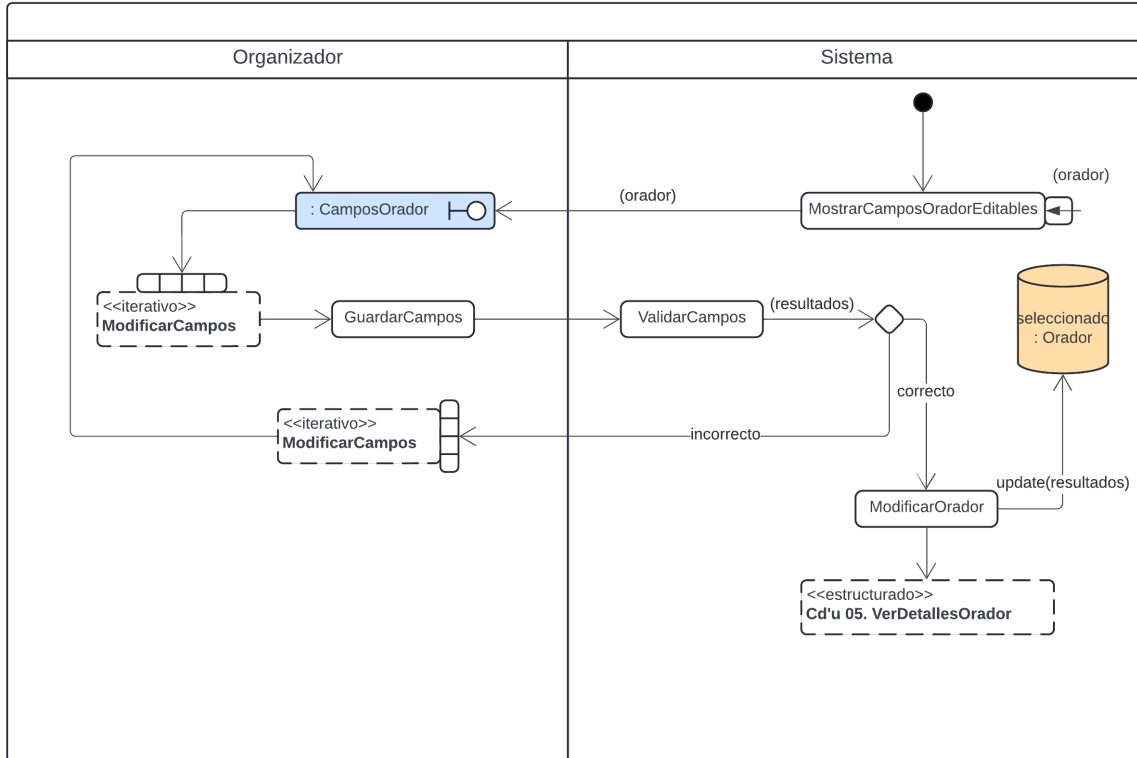 Organizador
Sistema
(orador)
(orador)
: CamposOrador
MostrarCamposOradorEditables
<<iterativo>>
ModificarCampos
GuardarCampos
ValidarCampos
(resultados)
seleccionado
: Orador
correcto
<<iterativo>>
ModificarCampos
incorrecto
update(resultados)
ModificarOrador
<<estructurado>>
Cd'u 05. VerDetallesOrador